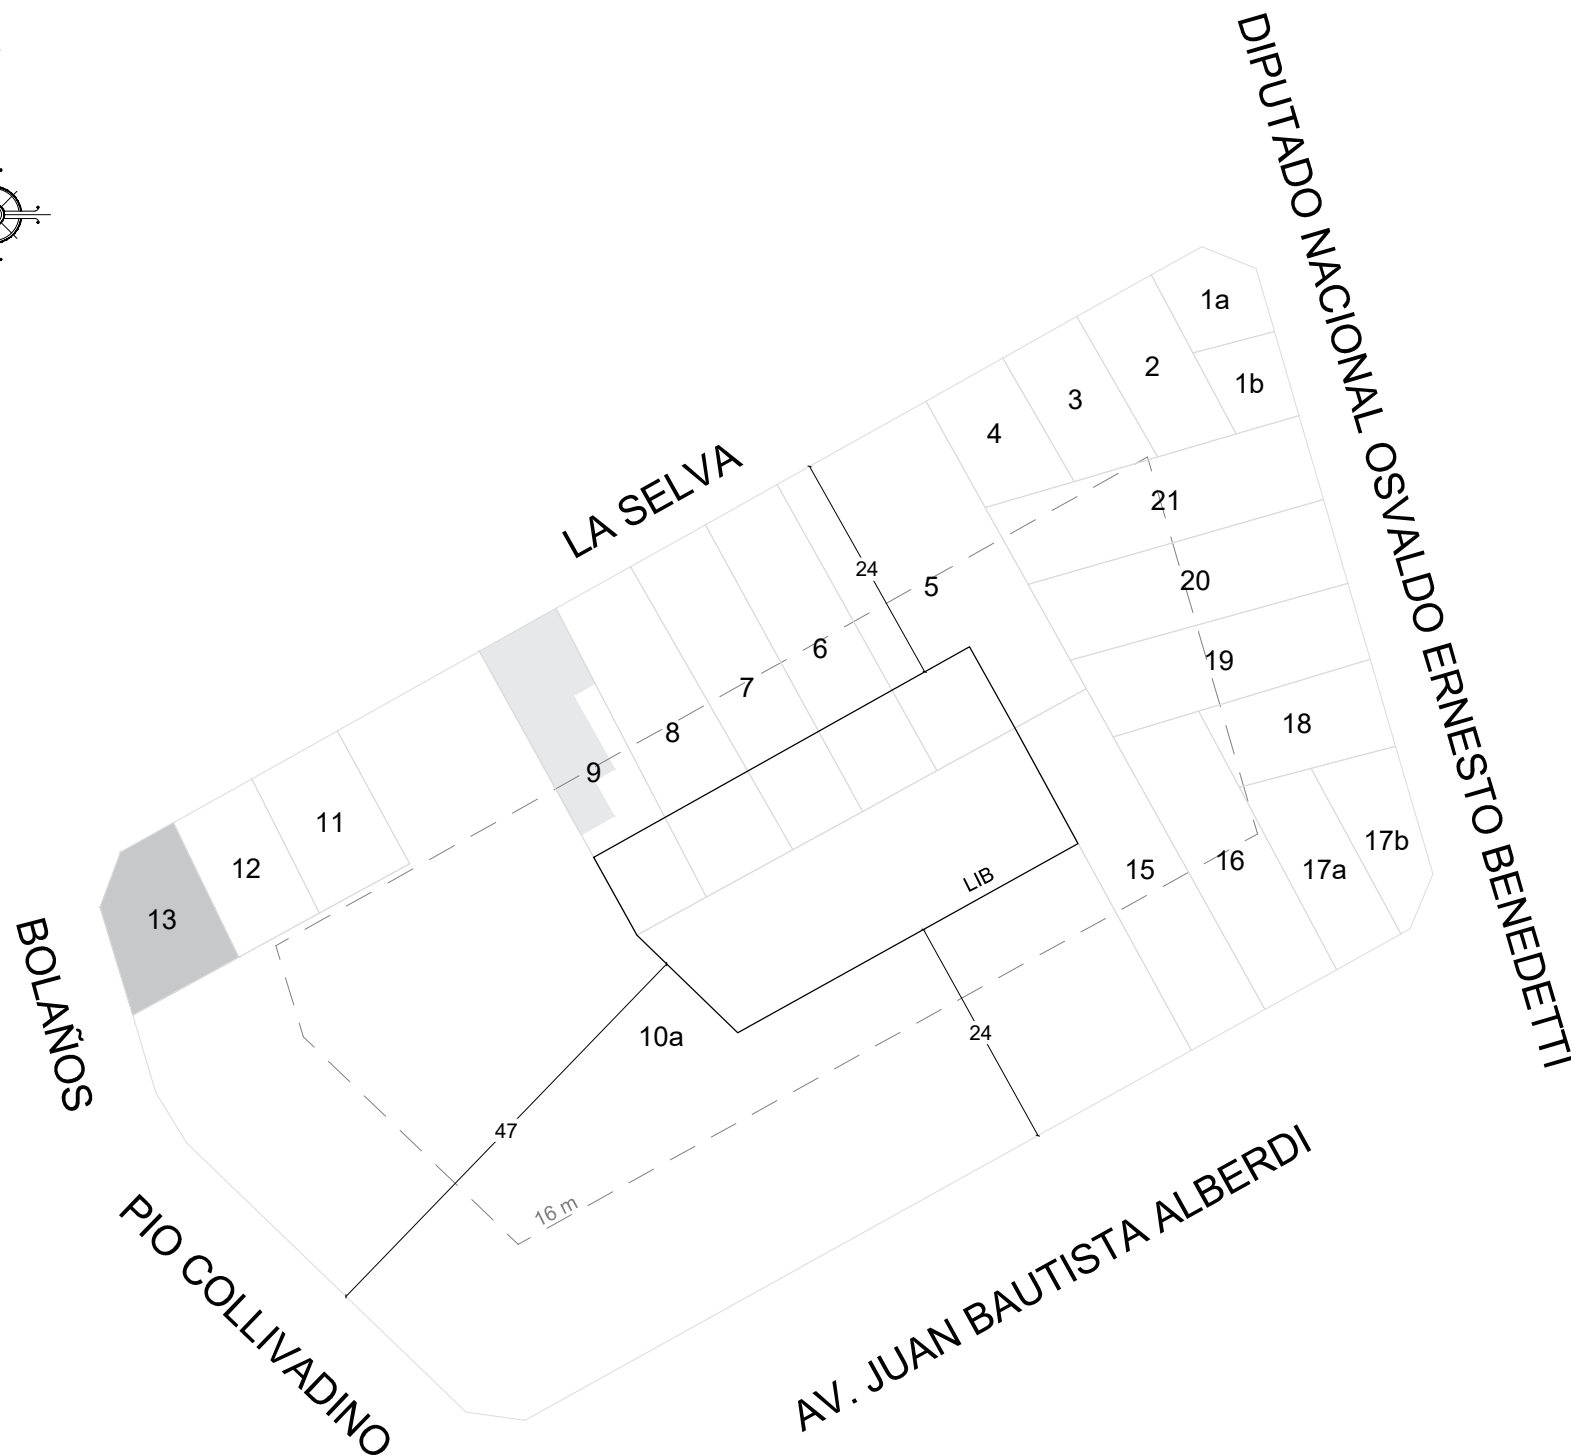 DIPUTADO NACIONAL OSVALDO ERNESTO BENEDETTI
1a
2
1b
3
4
LA SELVA
21
24
5
20
6
19
7
18
8
9
11
17b
16
12
15
17a
LIB
13
BOLAÑOS
10a
24
47
16 m
PIO COLLIVADINO
AV. JUAN BAUTISTA ALBERDI